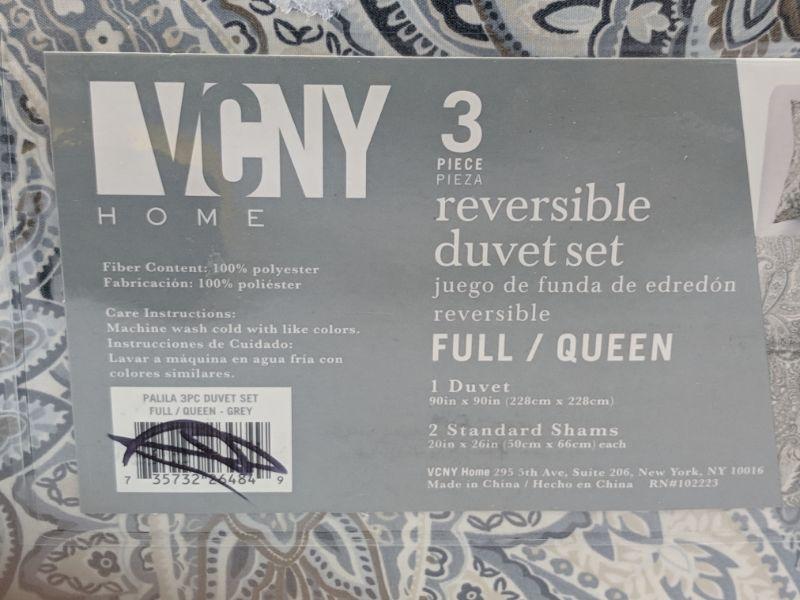 VCNY
HOME
Fiber Content: 100% polyester
Fabricación: 100% poliéster
Care Instructions:
Machine wash cold with like colors.
Instrucciones de Cuidado:
Lavar a máquina en agua fría con
colores similares.
PALILA 3PC DUVET SET
FULL / QUEEN - GREY
7 35732 26484 9
3
PIECE
PIEZA
reversible
duvet set
juego de funda de edredón
reversible
FULL / QUEEN
1 Duvet
90in x 90in (228cm x 228cm)
2 Standard Shams
20in x 26in (50cm x 66cm) each
VCNY Home 295 5th Ave, Suite 206, New York, NY 10016
Made in China / Hecho en China RN#102223